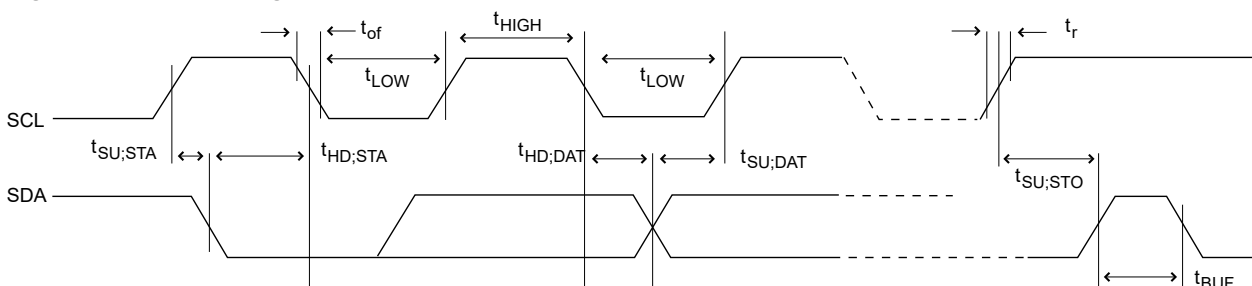 t_of
t_HIGH
t_r
t_LOW
t_LOW
SCL
t_SU;STA
t_HD;STA
t_HD;DAT
t_SU;DAT
t_SU;STO
SDA
t_BUF